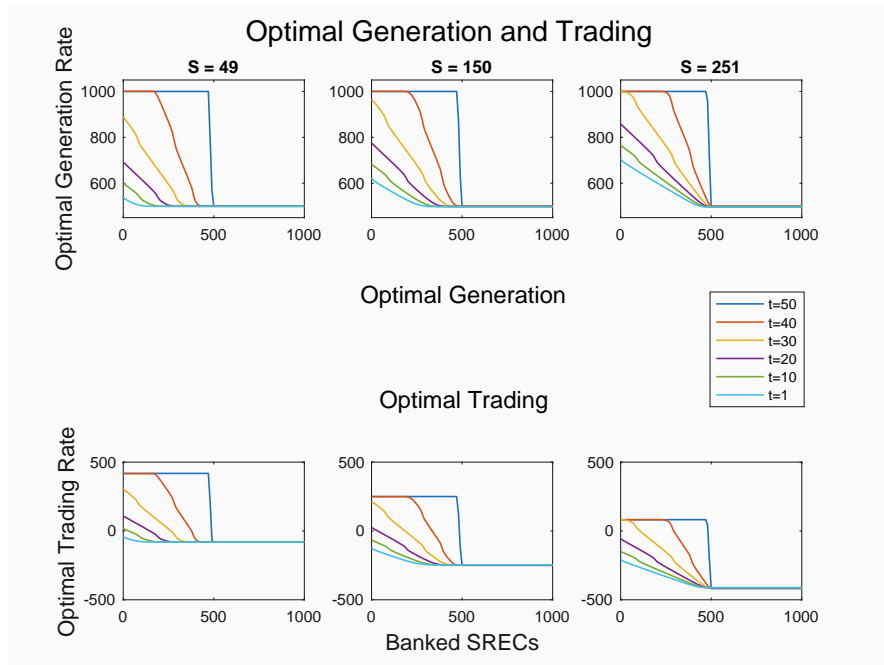 Optimal Generation and Trading
S = 49
S = 150
S = 251
Optimal Generation Rate
1000
800
600
0
500
1000
1000
800
600
0
500
1000
1000
800
600
0
500
1000
Optimal Generation
t=50
t=40
t=30
t=20
t=10
t=1
Optimal Trading
Optimal Trading Rate
500
0
-500
0
500
1000
500
0
-500
0
500
1000
500
0
-500
0
500
1000
Banked SRECs